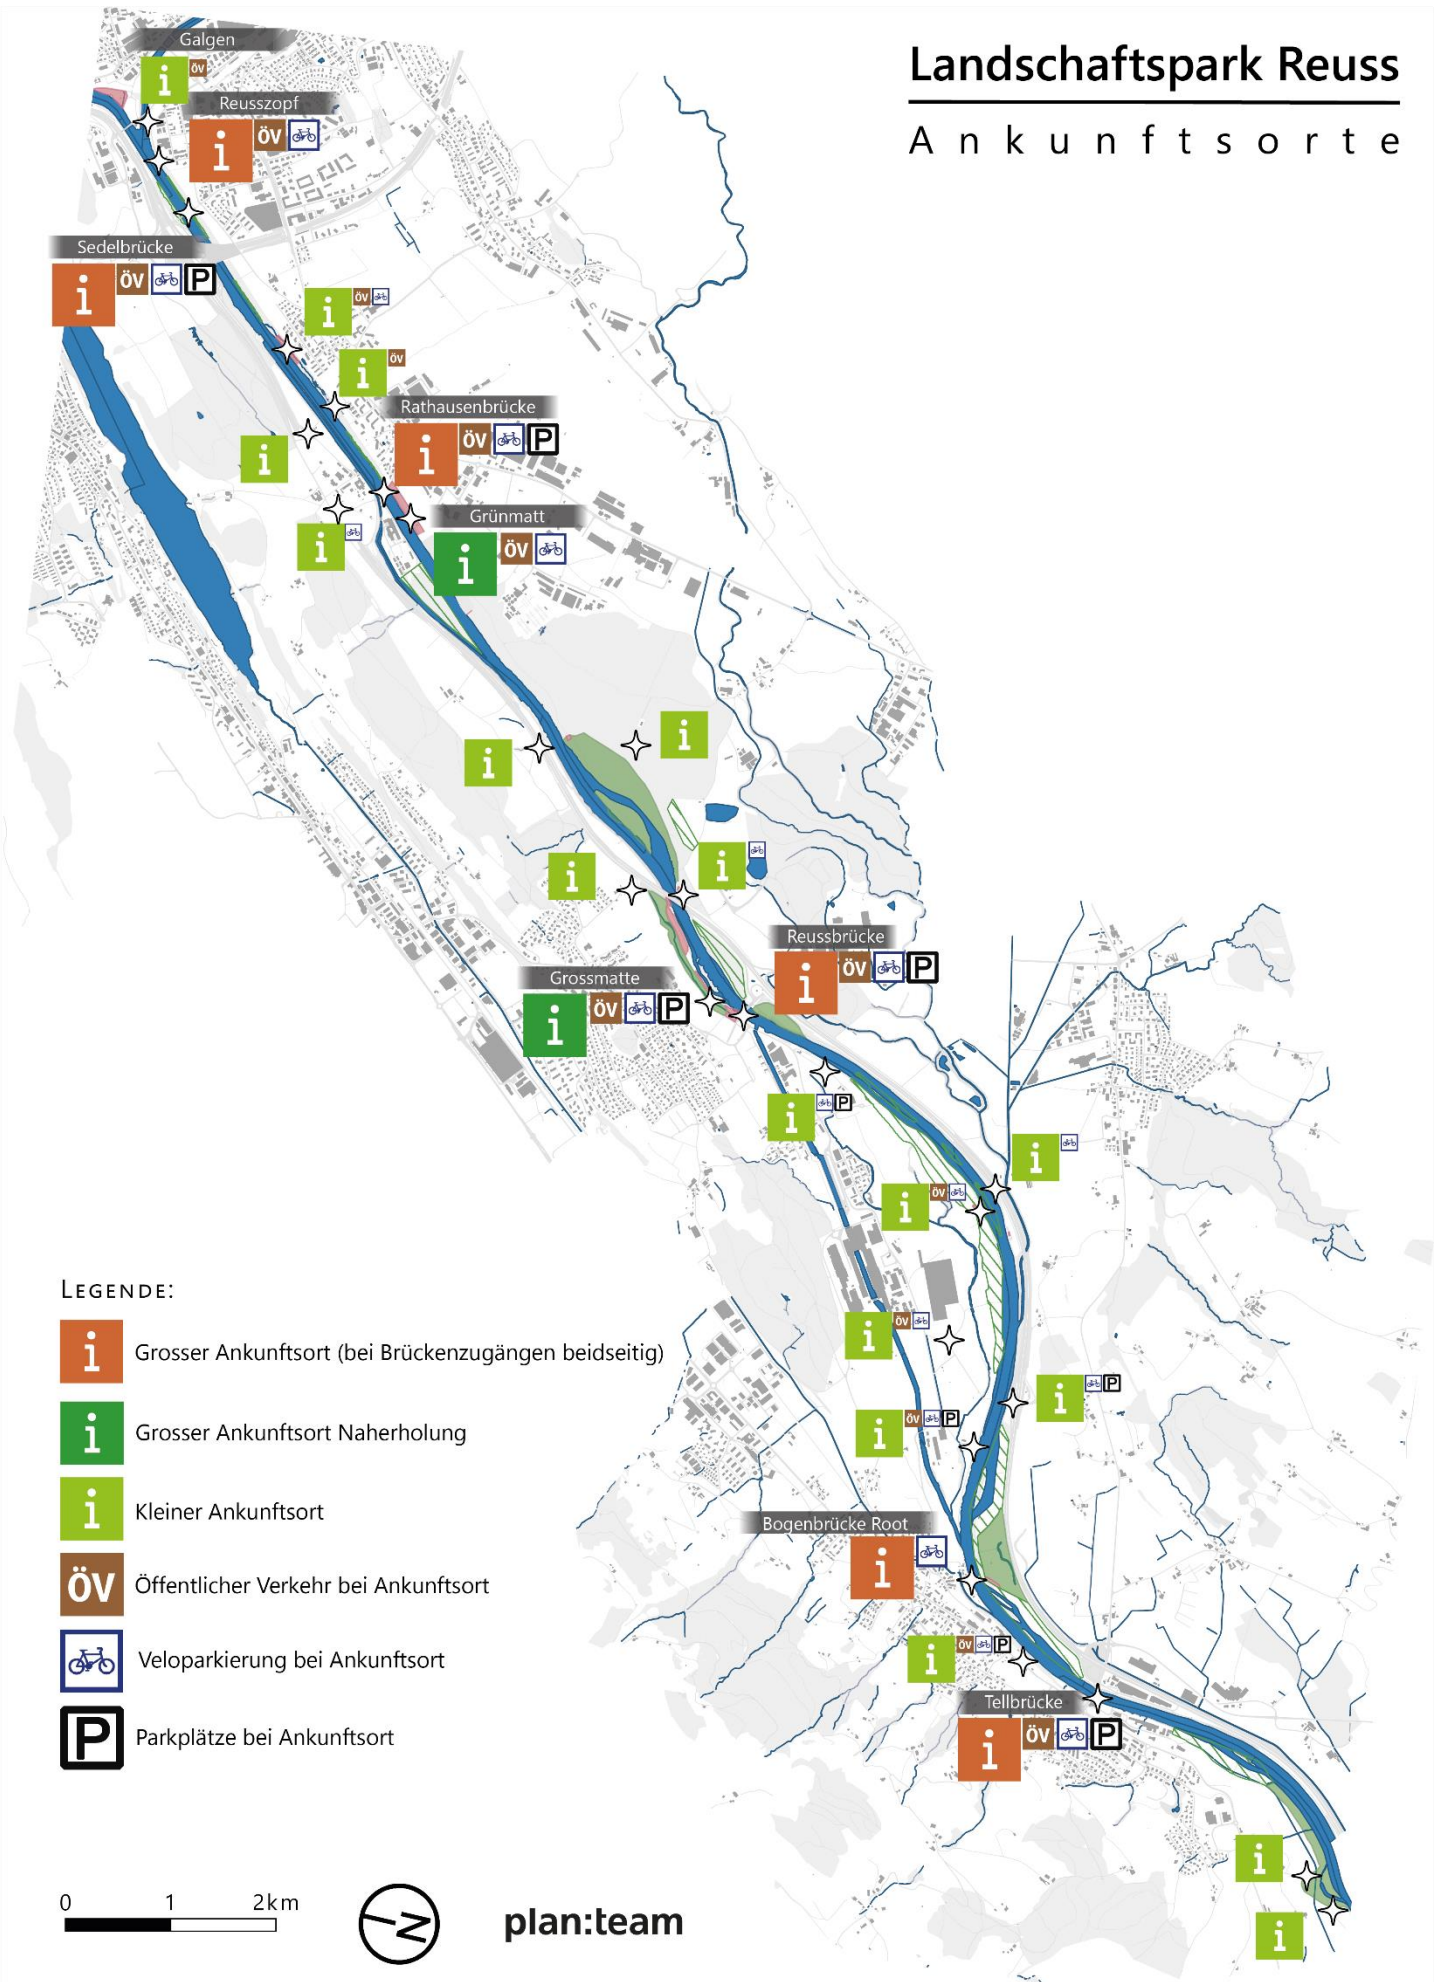 Landschaftspark Reuss
Ankunftsorte
Galgen
i ÖV
Reusszopf
i ÖV
Sedelbrücke
i ÖV P
i ÖV
i ÖV
Rathausenbrücke
i ÖV P
i
Grünmatt
i ÖV
i
i
i
i
i
Reussbrücke
i ÖV P
Grossmatte
i ÖV P
i P
i
i ÖV
i ÖV
i P
i ÖV P
Bogenbrücke Root
i
i ÖV P
Tellbrücke
i ÖV P
i
i
LEGENDE:
i Grosser Ankunftsort (bei Brückenzugängen beidseitig)
i Grosser Ankunftsort Naherholung
i Kleiner Ankunftsort
ÖV Öffentlicher Verkehr bei Ankunftsort
Veloparkierung bei Ankunftsort
P Parkplätze bei Ankunftsort
0 1 2km
N
plan:team